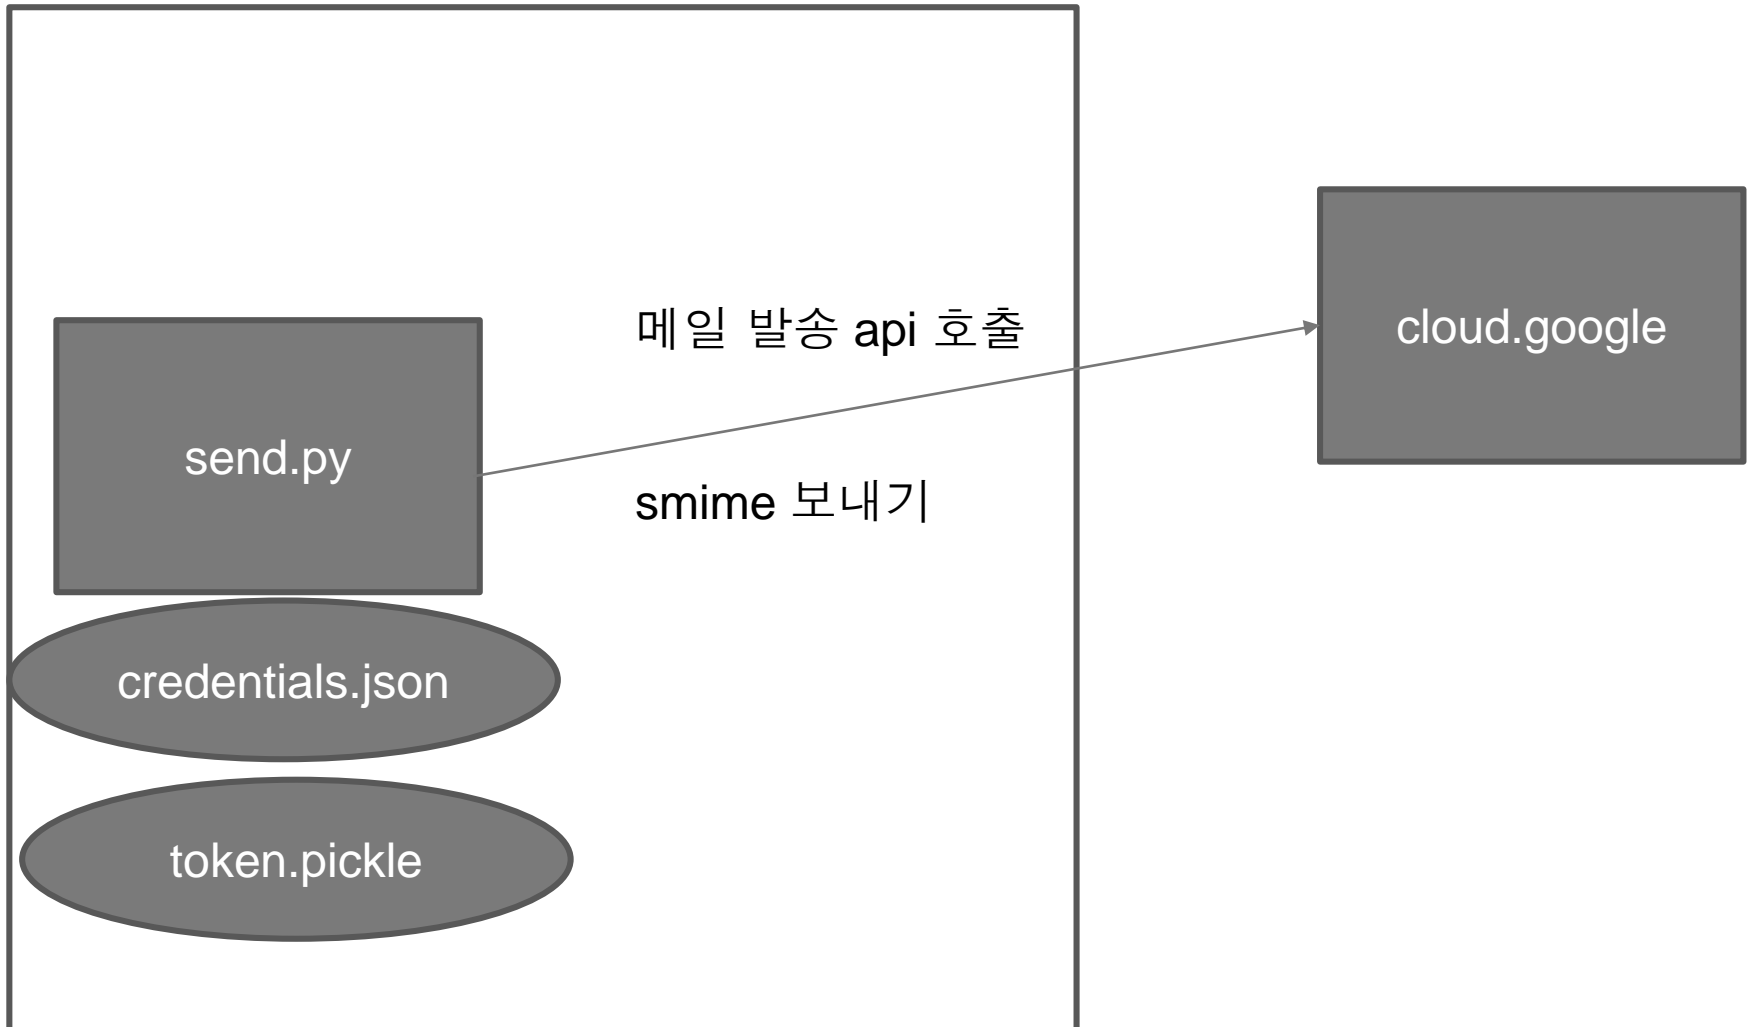 메일 발송 api 호출
cloud.google
send.py
smime 보내기
credentials.json
token.pickle